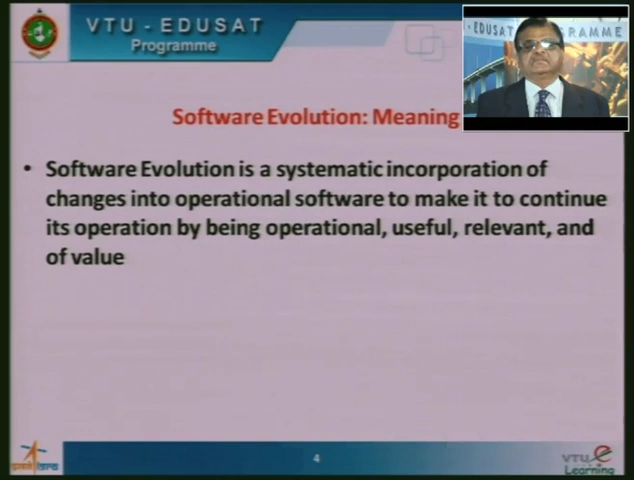 VTU - EDUSAT
Programme
EDUSAT PROGRAMME
Software Evolution: Meaning
• Software Evolution is a systematic incorporation of
changes into operational software to make it to continue
its operation by being operational, useful, relevant, and
of value
4
VTU e
Learning